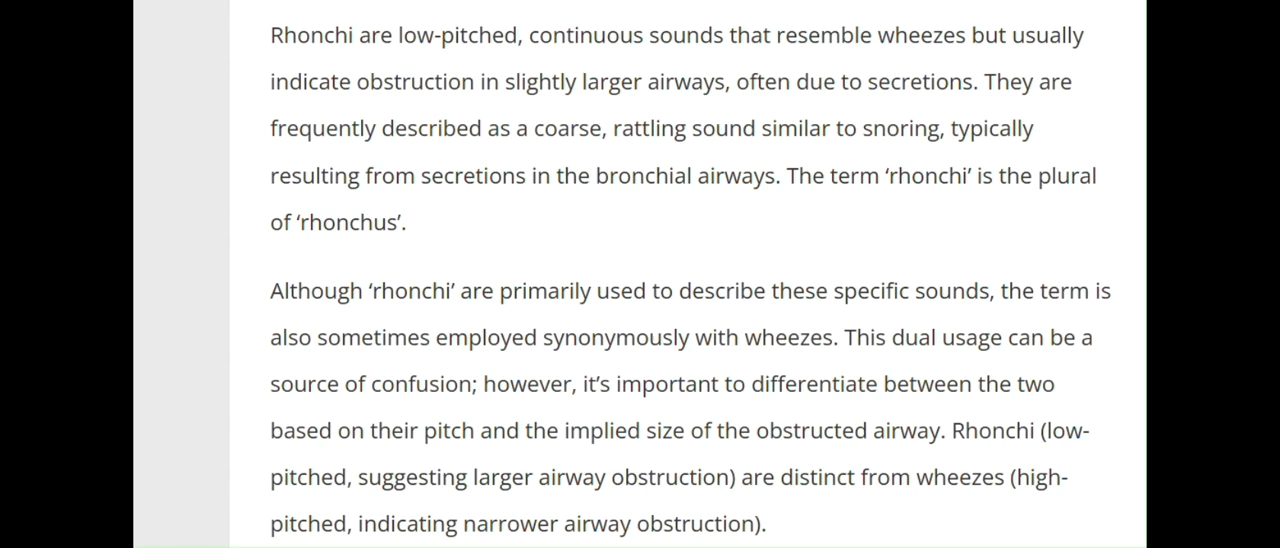 Rhonchi are low-pitched, continuous sounds that resemble wheezes but usually
indicate obstruction in slightly larger airways, often due to secretions. They are
frequently described as a coarse, rattling sound similar to snoring, typically
resulting from secretions in the bronchial airways. The term ‘rhonchi’ is the plural
of ‘rhonchus’.
Although ‘rhonchi’ are primarily used to describe these specific sounds, the term is
also sometimes employed synonymously with wheezes. This dual usage can be a
source of confusion; however, it’s important to differentiate between the two
based on their pitch and the implied size of the obstructed airway. Rhonchi (low-
pitched, suggesting larger airway obstruction) are distinct from wheezes (high-
pitched, indicating narrower airway obstruction).